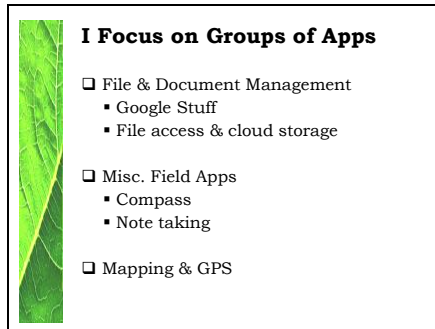 I Focus on Groups of Apps
❑ File & Document Management
▪ Google Stuff
▪ File access & cloud storage
❑ Misc. Field Apps
▪ Compass
▪ Note taking
❑ Mapping & GPS